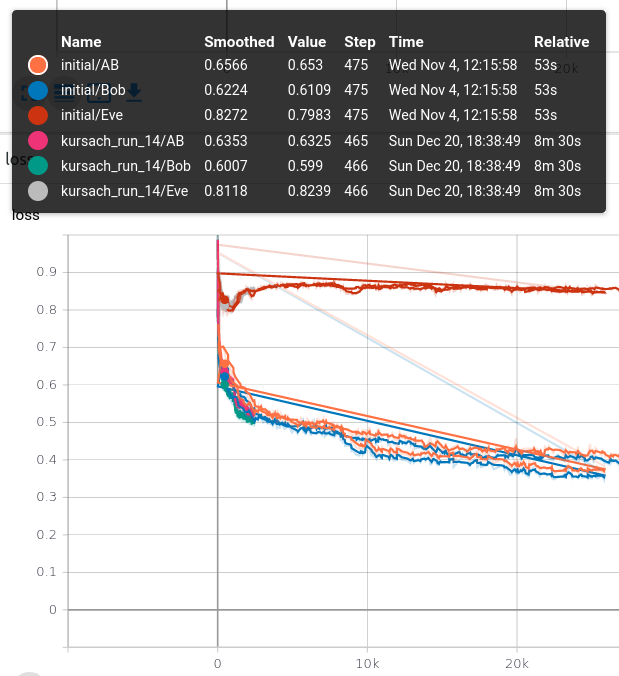 Name Smoothed Value Step Time Relative
initial/AB 0.6566 0.653 475 Wed Nov 4, 12:15:58 53s
initial/Bob 0.6224 0.6109 475 Wed Nov 4, 12:15:58 53s
initial/Eve 0.8272 0.7983 475 Wed Nov 4, 12:15:58 53s
kursach_run_14/AB 0.6353 0.6325 465 Sun Dec 20, 18:38:49 8m 30s
kursach_run_14/Bob 0.6007 0.599 466 Sun Dec 20, 18:38:49 8m 30s
kursach_run_14/Eve 0.8118 0.8239 466 Sun Dec 20, 18:38:49 8m 30s
20k
loss
0.9
0.8
0.7
0.6
0.5
0.4
0.3
0.2
0.1
0
0 10k 20k